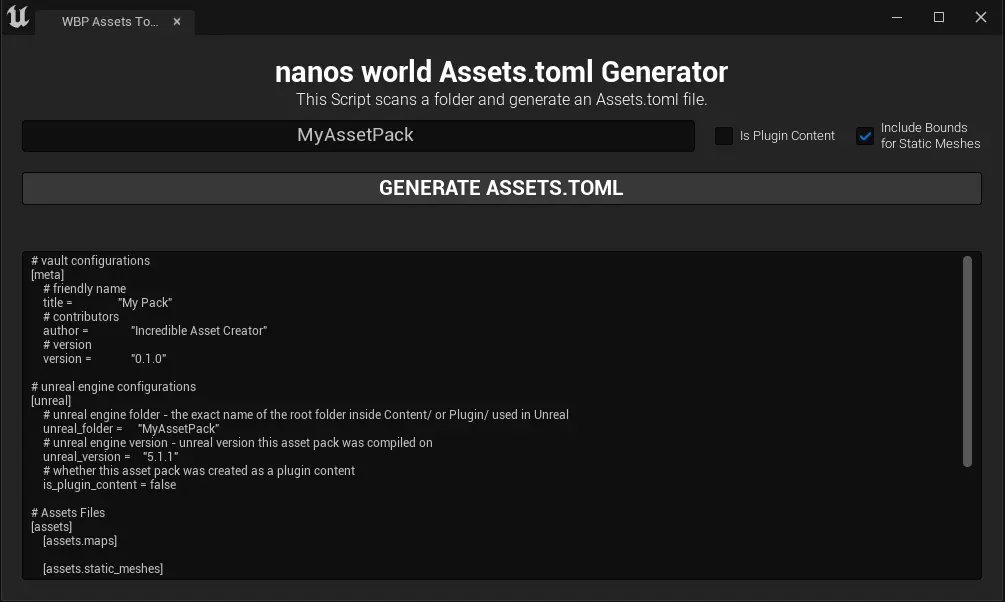 WBP Assets To...
nanos world Assets.toml Generator
This Script scans a folder and generate an Assets.toml file.
MyAssetPack
Is Plugin Content
Include Bounds
for Static Meshes
GENERATE ASSETS.TOML
# vault configurations
[meta]
# friendly name
title = "My Pack"
# contributors
author = "Incredible Asset Creator"
# version
version = "0.1.0"
# unreal engine configurations
[unreal]
# unreal engine folder - the exact name of the root folder inside Content/ or Plugin/ used in Unreal
unreal_folder = "MyAssetPack"
# unreal engine version - unreal version this asset pack was compiled on
unreal_version = "5.1.1"
# whether this asset pack was created as a plugin content
is_plugin_content = false
# Assets Files
[assets]
[assets.maps]
[assets.static_meshes]